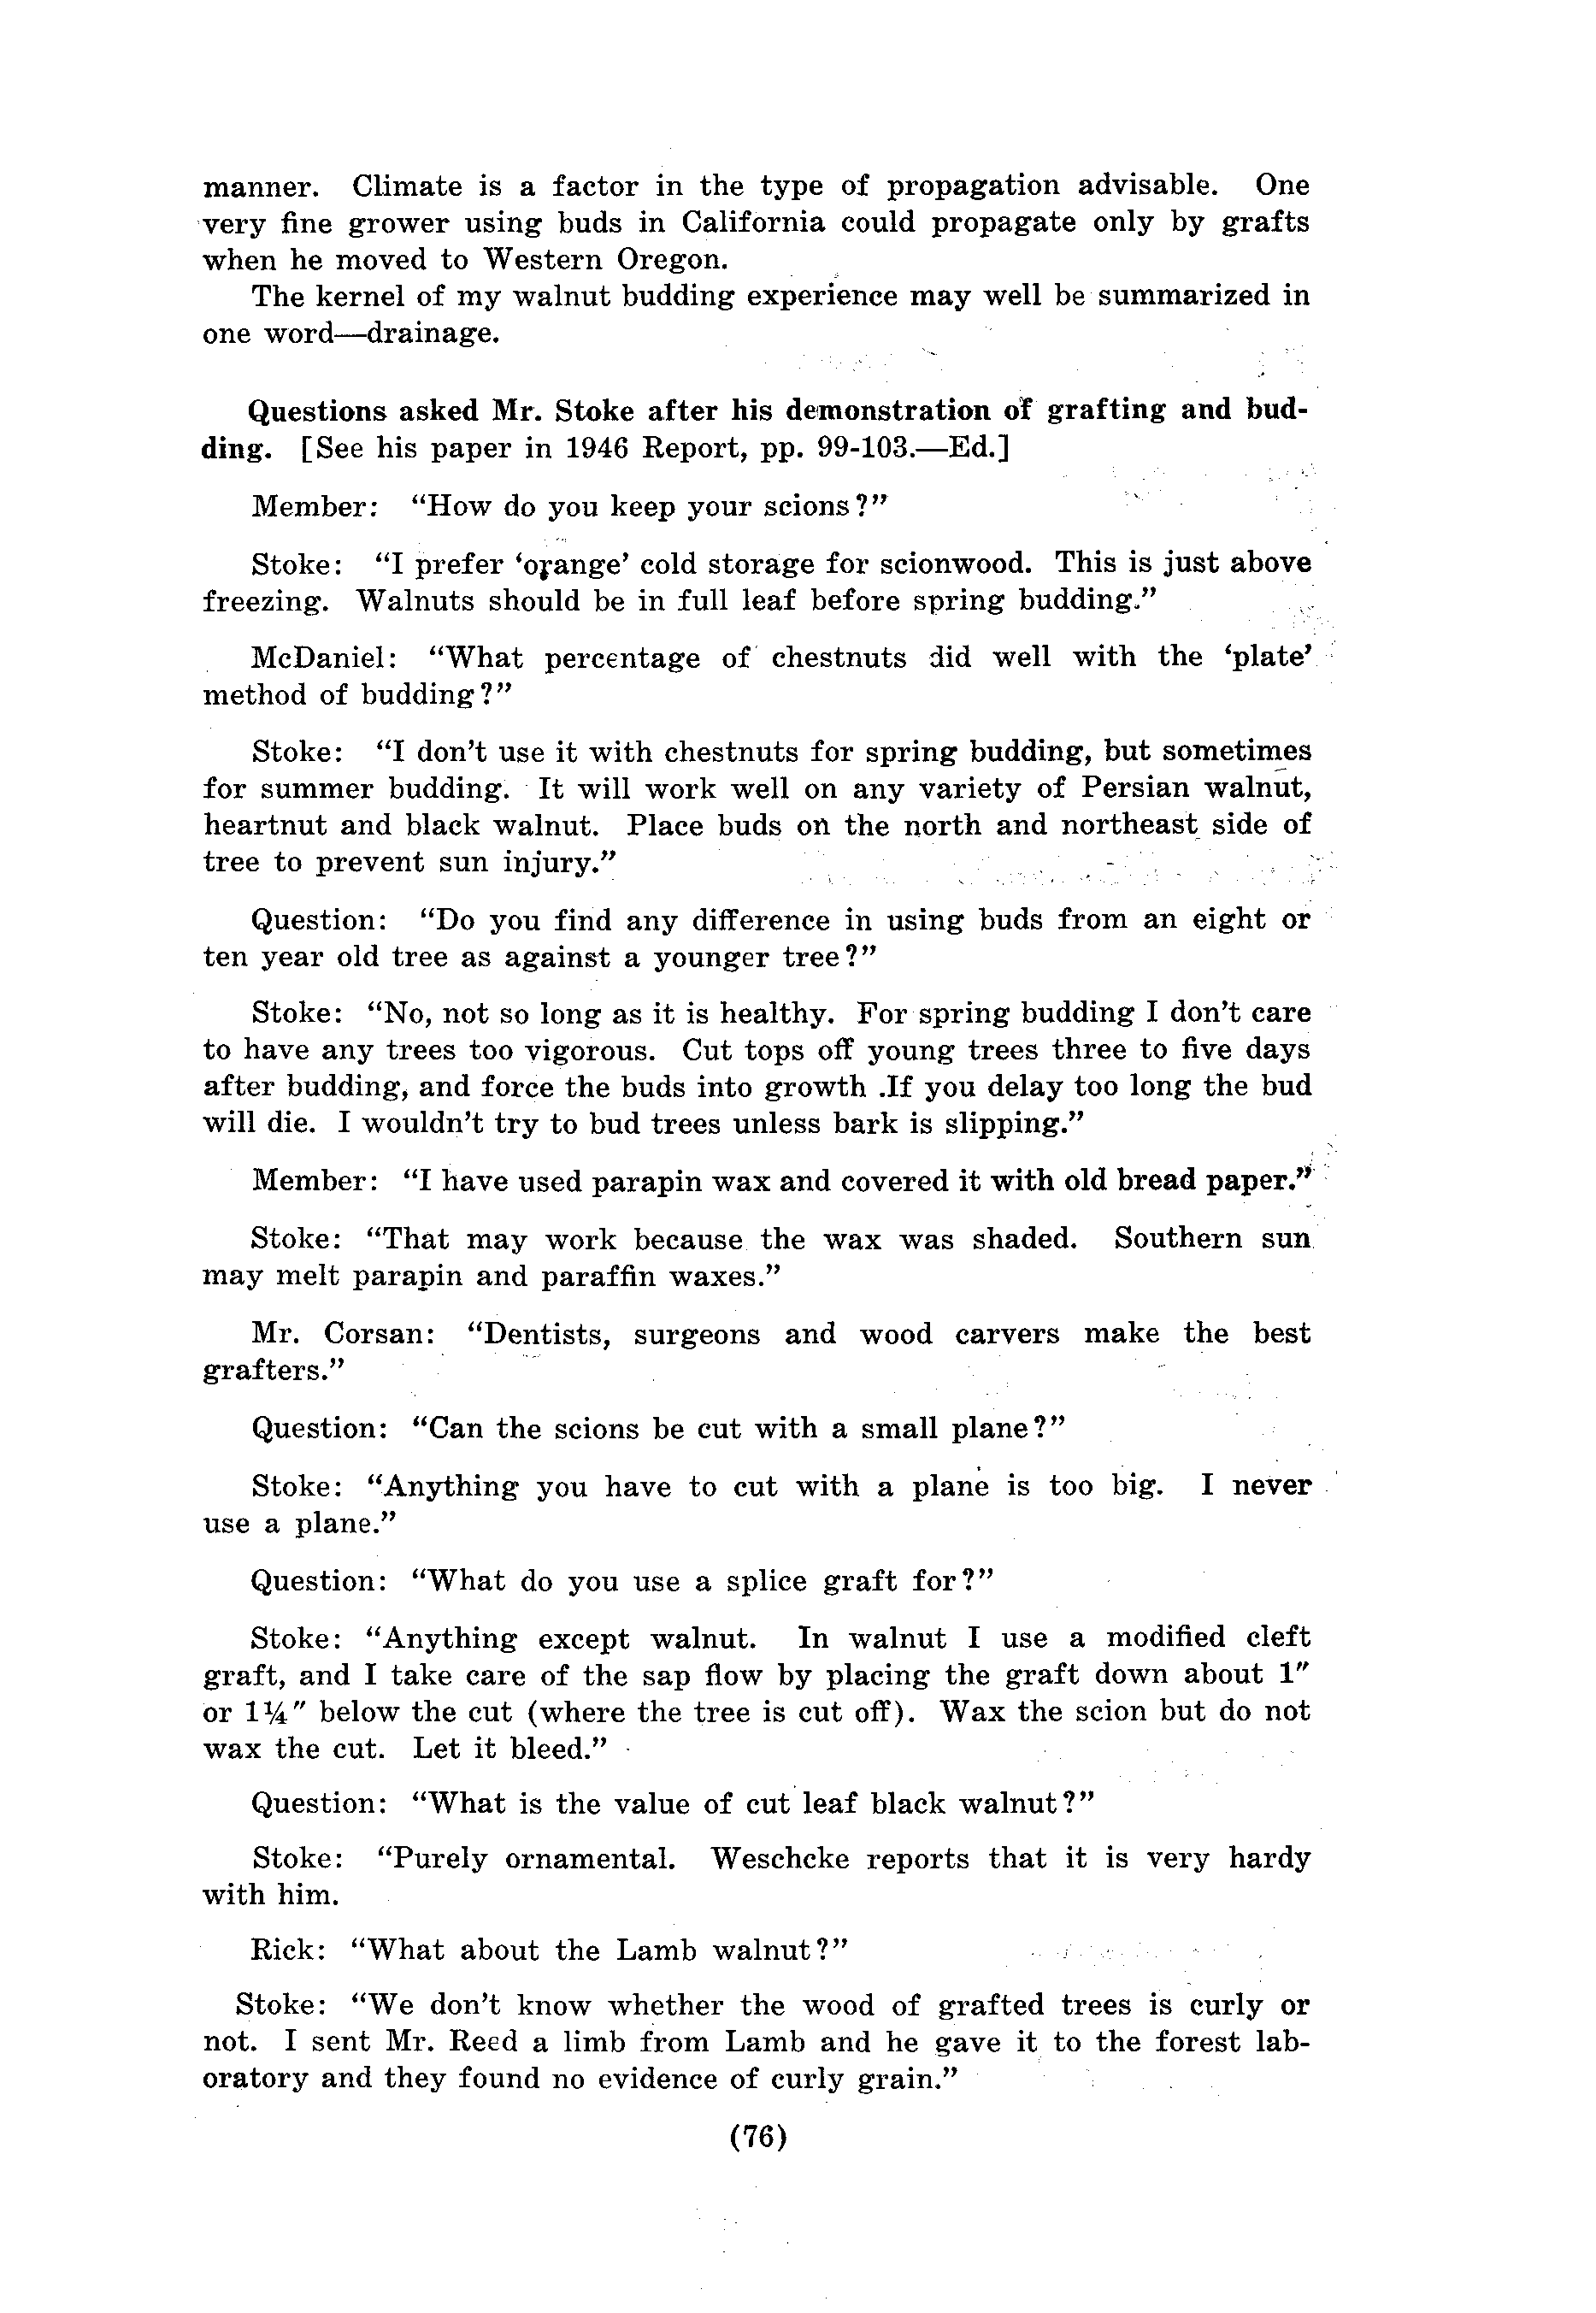 manner. Climate is a factor in the type of propagation advisable. One
very fine grower using buds in California could propagate only by grafts
when he moved to Western Oregon.
The kernel of my walnut budding experience may well be summarized in
one word—drainage.
Questions asked Mr. Stoke after his demonstration of grafting and bud-
ding. [See his paper in 1946 Report, pp. 99-103.—Ed.]
Member: “How do you keep your scions?”
Stoke: “I prefer ‘orange’ cold storage for scionwood. This is just above
freezing. Walnuts should be in full leaf before spring budding.”
McDaniel: “What percentage of chestnuts did well with the ‘plate’
method of budding?”
Stoke: “I don’t use it with chestnuts for spring budding, but sometimes
for summer budding. It will work well on any variety of Persian walnut,
heartnut and black walnut. Place buds on the north and northeast side of
tree to prevent sun injury.”
Question: “Do you find any difference in using buds from an eight or
ten year old tree as against a younger tree?”
Stoke: “No, not so long as it is healthy. For spring budding I don’t care
to have any trees too vigorous. Cut tops off young trees three to five days
after budding, and force the buds into growth .If you delay too long the bud
will die. I wouldn’t try to bud trees unless bark is slipping.”
Member: “I have used parapin wax and covered it with old bread paper.”
Stoke: “That may work because the wax was shaded. Southern sun
may melt parapin and paraffin waxes.”
Mr. Corsan: “Dentists, surgeons and wood carvers make the best
grafters.”
Question: “Can the scions be cut with a small plane?”
Stoke: “Anything you have to cut with a plane is too big. I never
use a plane.”
Question: “What do you use a splice graft for?”
Stoke: “Anything except walnut. In walnut I use a modified cleft
graft, and I take care of the sap flow by placing the graft down about 1″
or 1¼″ below the cut (where the tree is cut off). Wax the scion but do not
wax the cut. Let it bleed.”
Question: “What is the value of cut leaf black walnut?”
Stoke: “Purely ornamental. Weschcke reports that it is very hardy
with him.
Rick: “What about the Lamb walnut?”
Stoke: “We don’t know whether the wood of grafted trees is curly or
not. I sent Mr. Reed a limb from Lamb and he gave it to the forest lab-
oratory and they found no evidence of curly grain.”
(76)